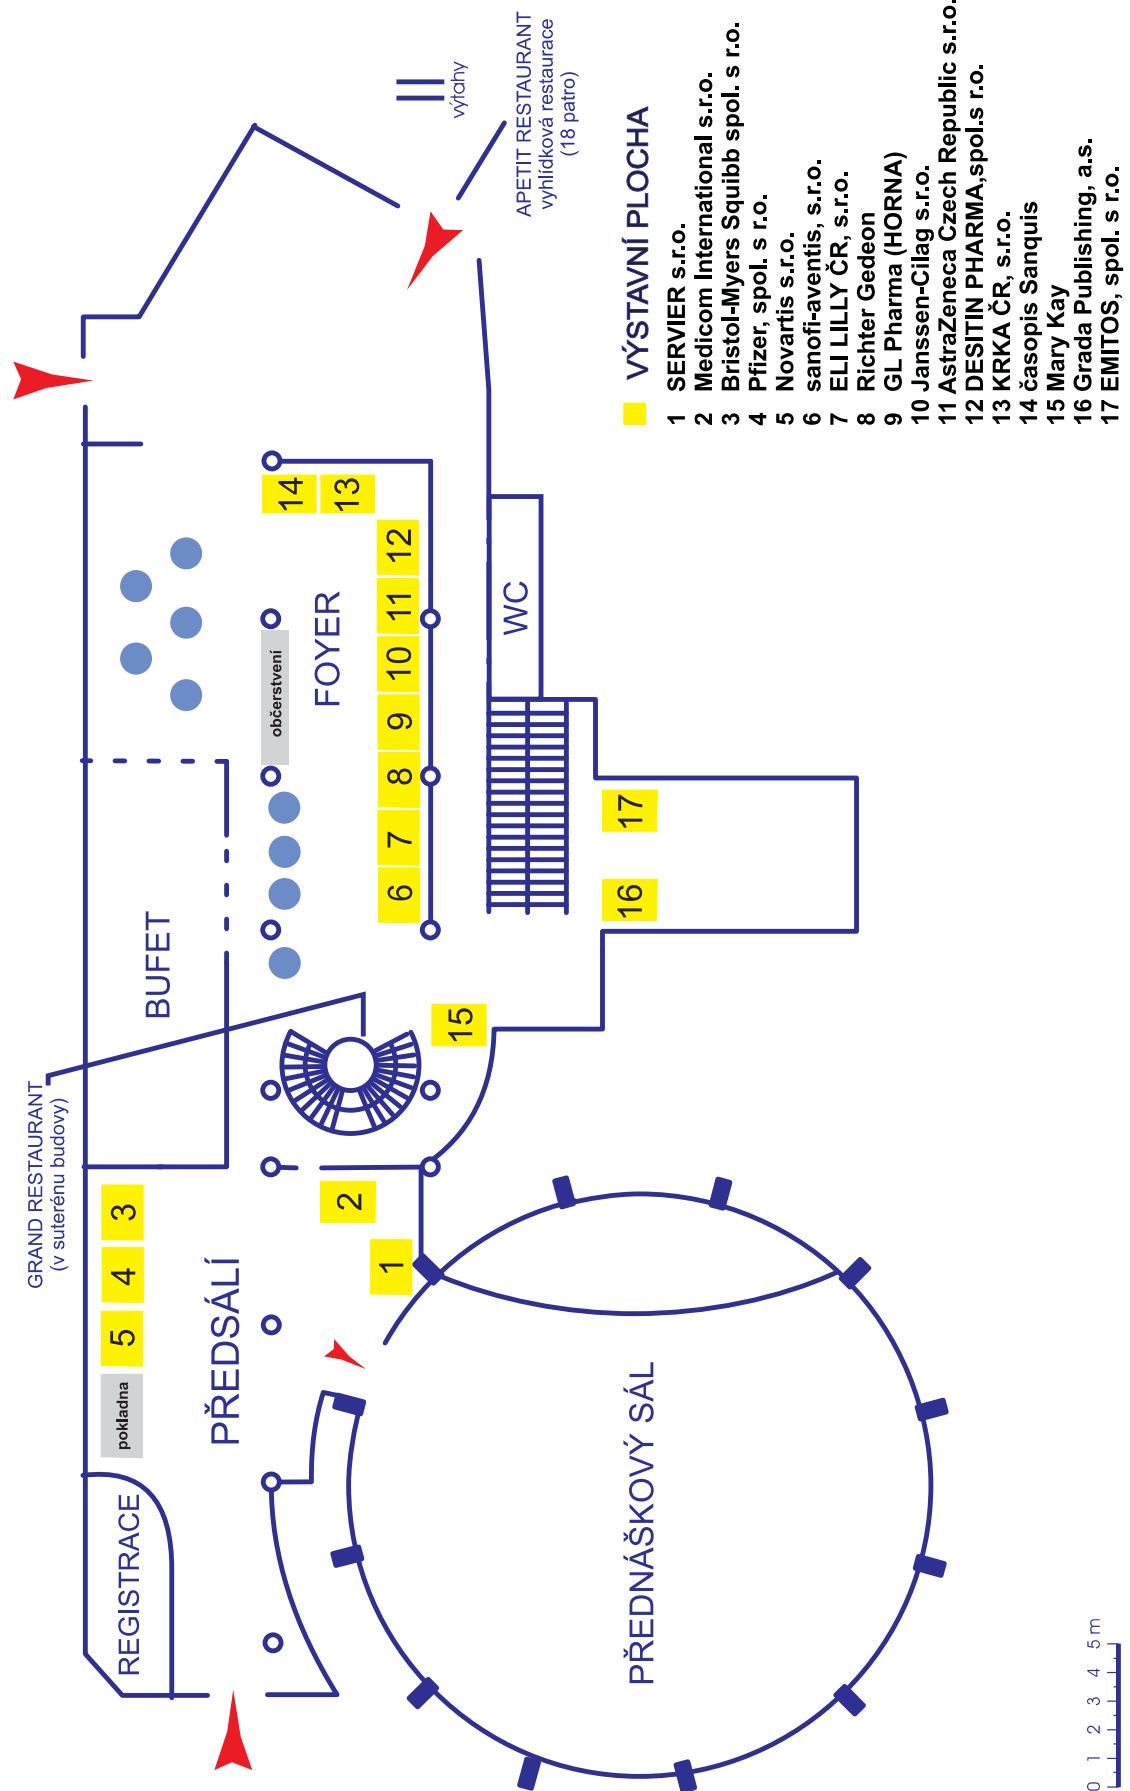 GRAND RESTAURANT
(v suterénu budovy)
BUFET
REGISTRACE
pokladna
5
4
3
PŘEDSÁLÍ
2
1
15
občerstvení
FOYER
14
13
6
7
8
9
10
11
12
WC
16
17
PŘEDNÁŠKOVÝ SÁL
výtahy
APETIT RESTAURANT
vyhlídková restaurace
(18 patro)
VÝSTAVNÍ PLOCHA
1 SERVIER s.r.o.
2 Medicom International s.r.o.
3 Bristol-Myers Squibb spol. s r.o.
4 Pfizer, spol. s r.o.
5 Novartis s.r.o.
6 sanofi-aventis, s.r.o.
7 ELI LILLY ČR, s.r.o.
8 Richter Gedeon
9 GL Pharma (HORNA)
10 Janssen-Cilag s.r.o.
11 AstraZeneca Czech Republic s.r.o.
12 DESITIN PHARMA,spol.s r.o.
13 KRKA ČR, s.r.o.
14 časopis Sanquis
15 Mary Kay
16 Grada Publishing, a.s.
17 EMITOS, spol. s r.o.
0 1 2 3 4 5 m